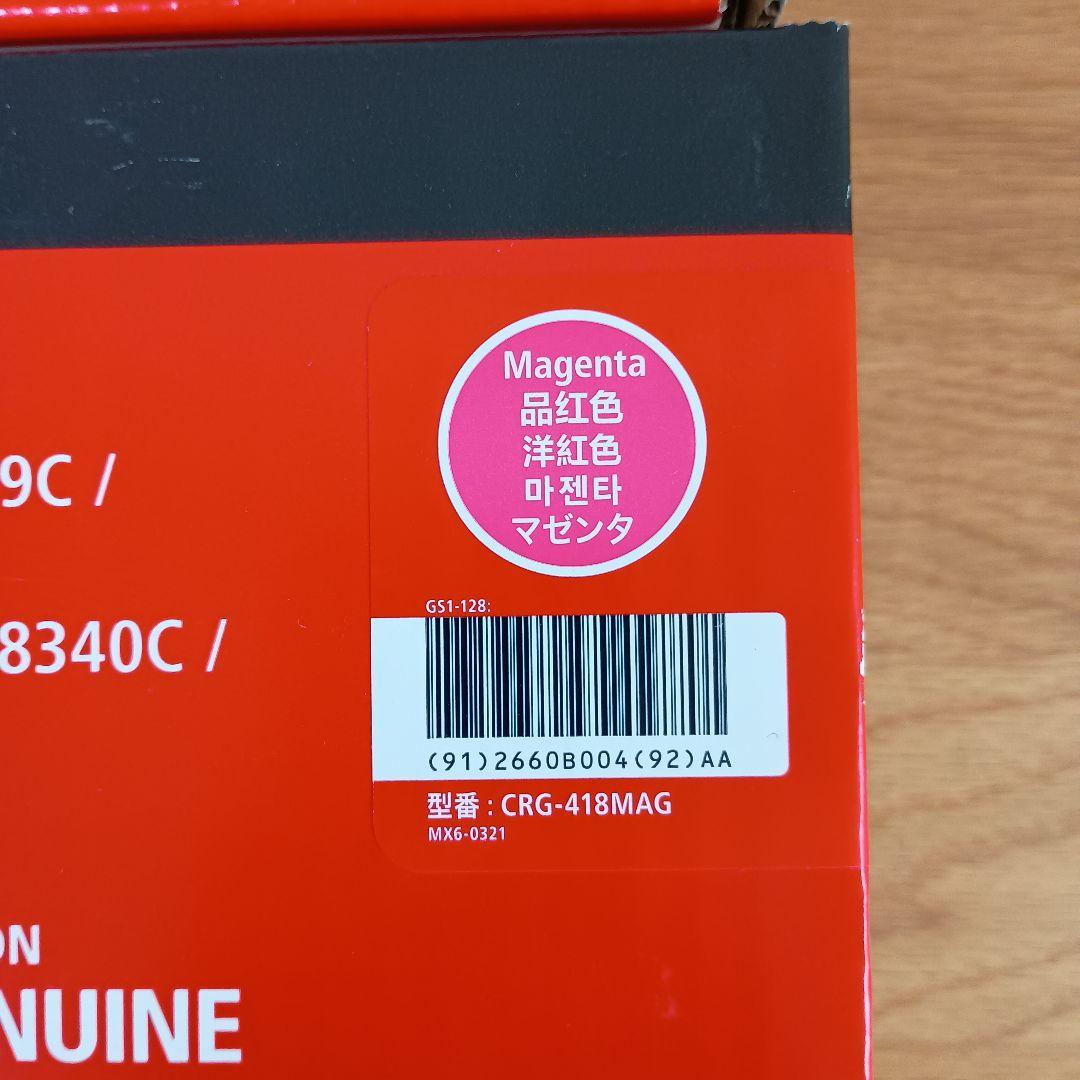 Magenta
品红色
洋紅色
마젠타
マゼンタ
9C /
8340C /
GS1-128:
(91)2660B004(92)AA
型番 : CRG-418MAG
MX6-0321
ON
NUINE